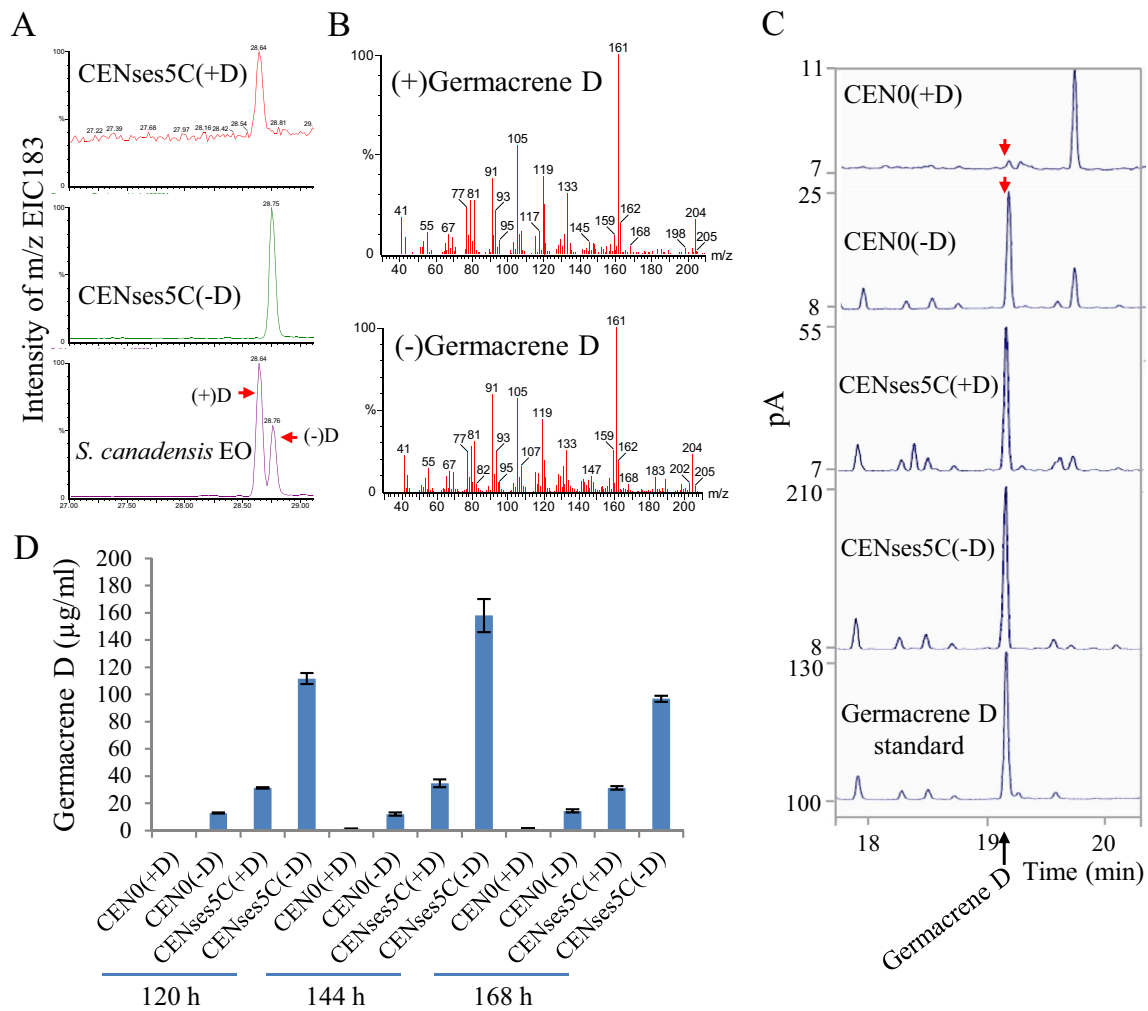 A
Intensity of m/z EIC183
100
%
0
28.64
CENses5C(+D)
27.22
27.39
27.68
27.97
28.16
28.42
28.54
28.81
29.
100
%
0
28.75
CENses5C(-D)
100
%
0
28.64
(+)D
28.76
(-)D
S. canadensis EO
27.00
27.50
28.00
28.50
29.00
B
100
%
0
161
(+)Germacrene D
105
119
91
133
77
81
93
41
55
67
95
117
145
159
162
168
204
198
205
40 60 80 100 120 140 160 180 200 m/z
100
%
0
161
(-)Germacrene D
91
105
119
77
81
93
133
159
162
41
55
67
82
95
107
147
168
183
202
204
205
40 60 80 100 120 140 160 180 200 m/z
C
pA
11
CEN0(+D)
7
25
CEN0(-D)
8
55
CENses5C(+D)
7
210
CENses5C(-D)
8
130
Germacrene D
standard
100
18 19 20
Time (min)
Germacrene D
D
Germacrene D (µg/ml)
200
180
160
140
120
100
80
60
40
20
0
CEN0(+D)
CEN0(-D)
CENses5C(+D)
CENses5C(-D)
CEN0(+D)
CEN0(-D)
CENses5C(+D)
CENses5C(-D)
CEN0(+D)
CEN0(-D)
CENses5C(+D)
CENses5C(-D)
120 h
144 h
168 h